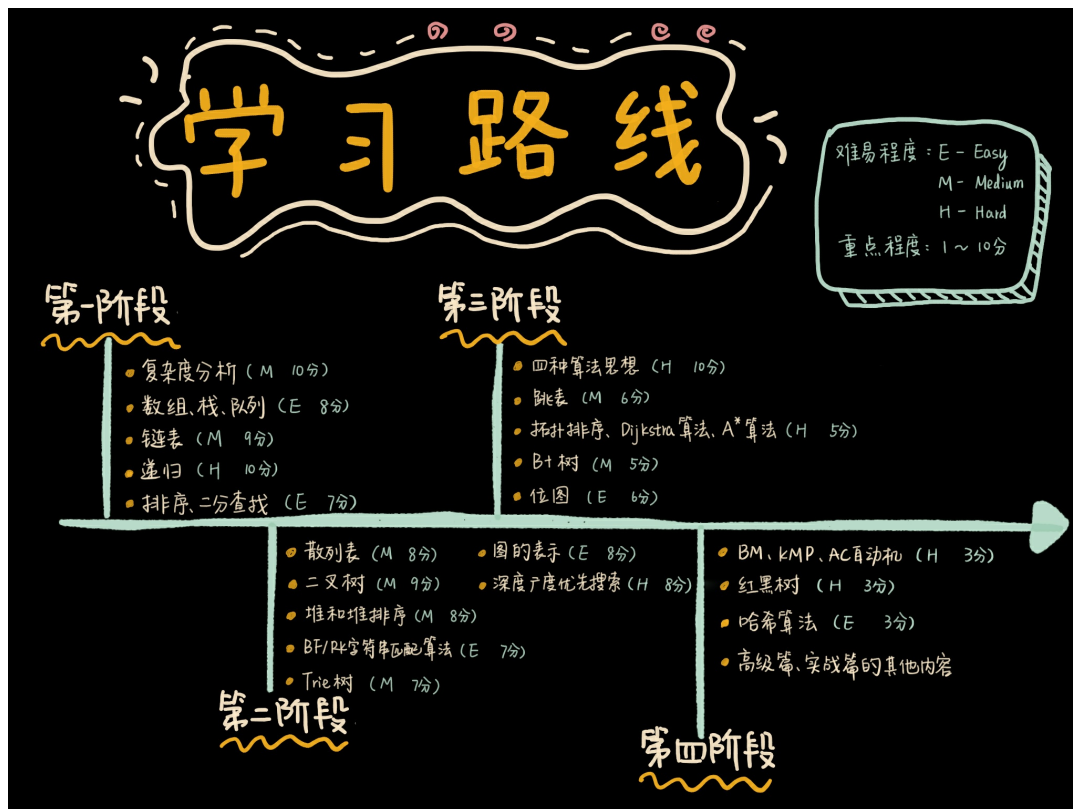 学习路线
难易程度：E - Easy
M - Medium
H - Hard
重点程度：1～10分
第一阶段
复杂度分析（M 10分）
数组、栈、队列（E 8分）
链表（M 9分）
递归（H 10分）
排序、二分查找（E 7分）
第二阶段
散列表（M 8分）
二叉树（M 9分）
堆和堆排序（M 8分）
BF/RK字符串匹配算法（E 7分）
Trie树（M 7分）
图的表示（E 8分）
深度广度优先搜索（H 8分）
第三阶段
四种算法思想（H 10分）
跳表（M 6分）
拓扑排序、Dijkstra算法、A*算法（H 5分）
B+树（M 5分）
位图（E 6分）
第四阶段
BM、KMP、AC自动机（H 3分）
红黑树（H 3分）
哈希算法（E 3分）
高级篇、实战篇的其他内容